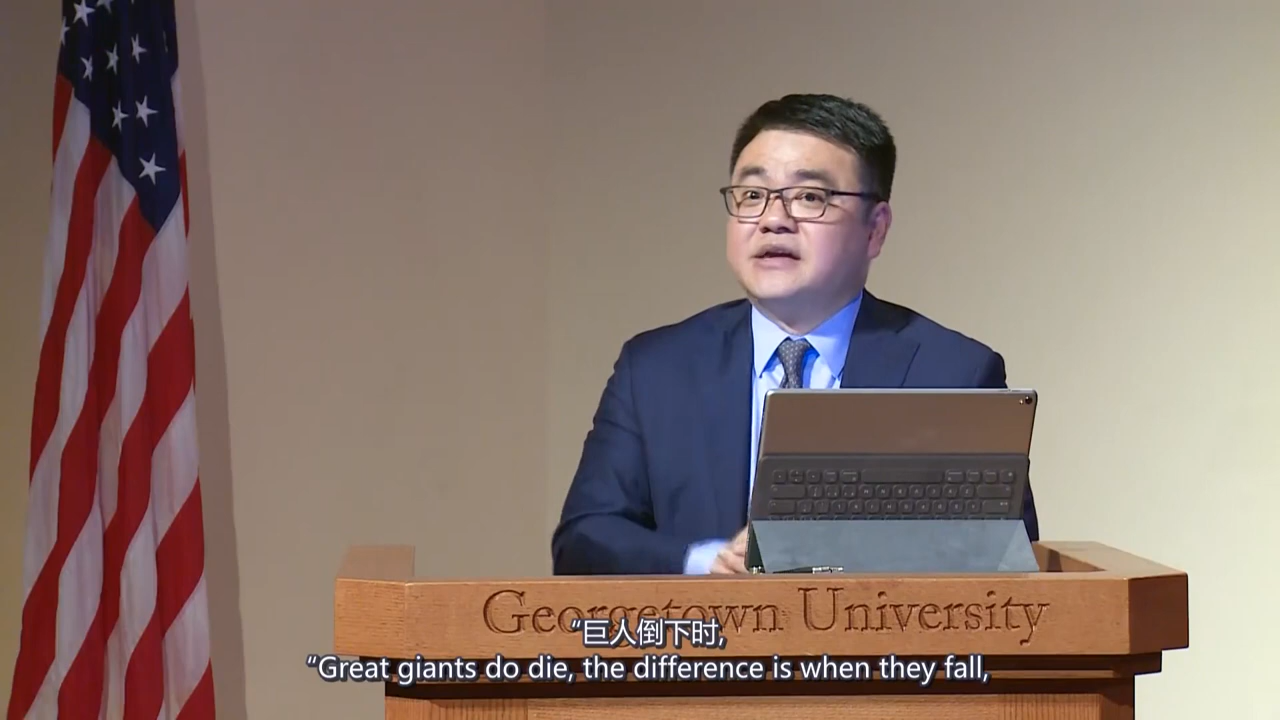 Georgetown University
“巨人倒下时,
“Great giants do die, the difference is when they fall,